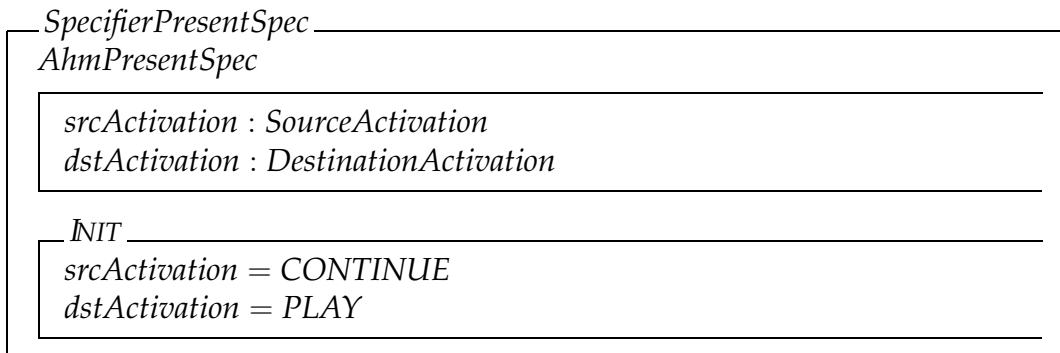 SpecifierPresentSpec
AhmPresentSpec
srcActivation : SourceActivation
dstActivation : DestinationActivation
INIT
srcActivation = CONTINUE
dstActivation = PLAY